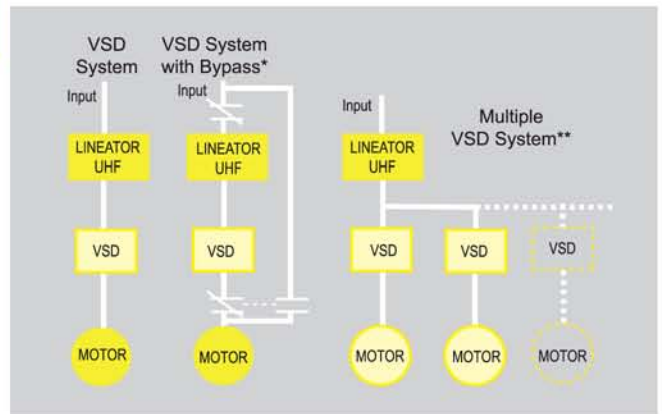 VSD
System
Input
LINEATOR
UHF
VSD
MOTOR
VSD System
with Bypass*
Input
LINEATOR
UHF
VSD
MOTOR
Multiple
VSD System**
Input
LINEATOR
UHF
VSD
VSD
VSD
MOTOR
MOTOR
MOTOR